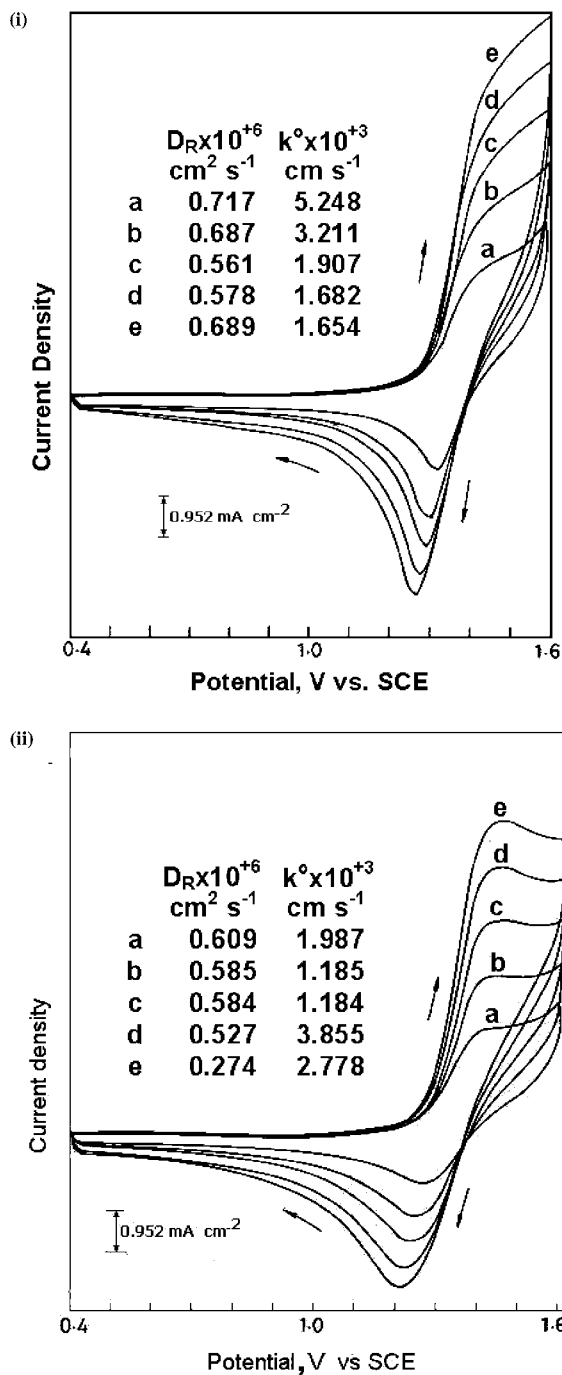 (i)
e
d
c
b
a
D_R x10^+6 k° x10^+3
cm² s⁻¹ cm s⁻¹
a 0.717 5.248
b 0.687 3.211
c 0.561 1.907
d 0.578 1.682
e 0.689 1.654
Current Density
0.952 mA cm⁻²
0.4 1.0 1.6
Potential, V vs. SCE
(ii)
e
d
c
b
a
D_R x10^+6 k° x10^+3
cm² s⁻¹ cm s⁻¹
a 0.609 1.987
b 0.585 1.185
c 0.584 1.184
d 0.527 3.855
e 0.274 2.778
Current density
0.952 mA cm⁻²
0.4 1.0 1.6
Potential, V vs SCE